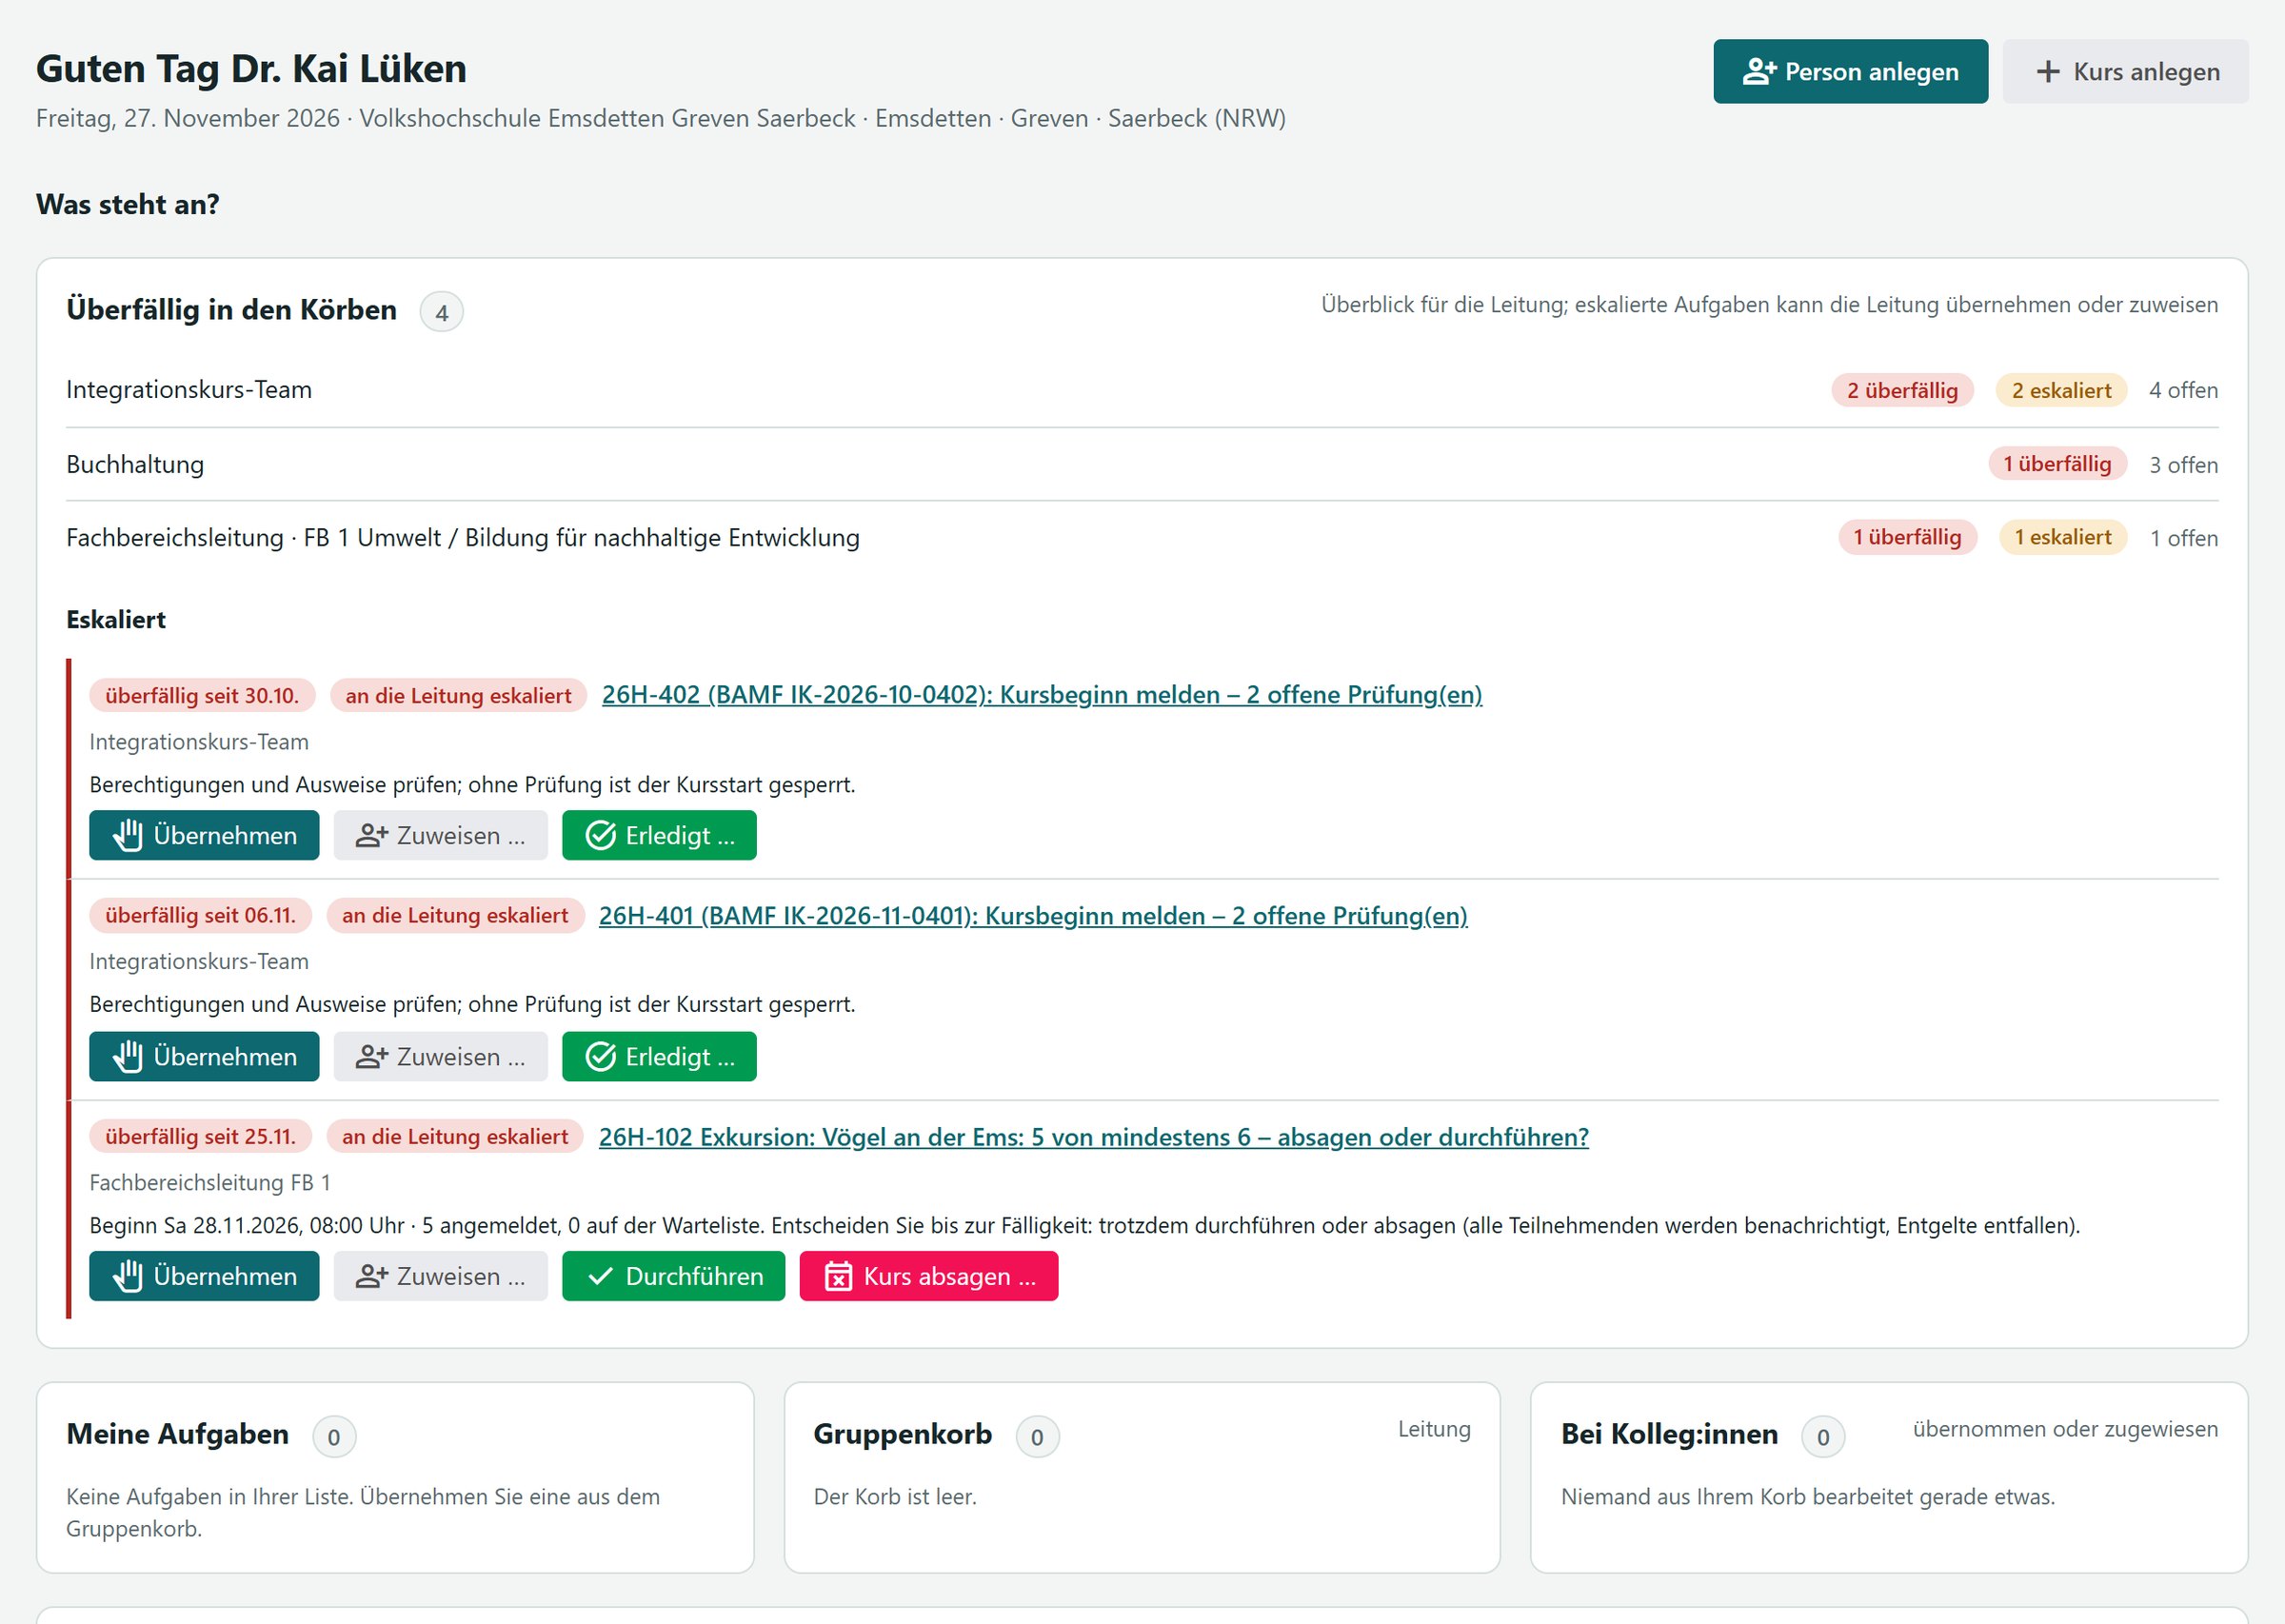 Guten Tag Dr. Kai Lüken
Person anlegen
Kurs anlegen
Freitag, 27. November 2026 · Volkshochschule Emsdetten Greven Saerbeck · Emsdetten · Greven · Saerbeck (NRW)
Was steht an?
Überfällig in den Körben 4
Überblick für die Leitung; eskalierte Aufgaben kann die Leitung übernehmen oder zuweisen
Integrationskurs-Team 2 überfällig 2 eskaliert 4 offen
Buchhaltung 1 überfällig 3 offen
Fachbereichsleitung · FB 1 Umwelt / Bildung für nachhaltige Entwicklung 1 überfällig 1 eskaliert 1 offen
Eskaliert
überfällig seit 30.10. an die Leitung eskaliert 26H-402 (BAMF IK-2026-10-0402): Kursbeginn melden – 2 offene Prüfung(en)
Integrationskurs-Team
Berechtigungen und Ausweise prüfen; ohne Prüfung ist der Kursstart gesperrt.
Übernehmen Zuweisen ... Erledigt ...
überfällig seit 06.11. an die Leitung eskaliert 26H-401 (BAMF IK-2026-11-0401): Kursbeginn melden – 2 offene Prüfung(en)
Integrationskurs-Team
Berechtigungen und Ausweise prüfen; ohne Prüfung ist der Kursstart gesperrt.
Übernehmen Zuweisen ... Erledigt ...
überfällig seit 25.11. an die Leitung eskaliert 26H-102 Exkursion: Vögel an der Ems: 5 von mindestens 6 – absagen oder durchführen?
Fachbereichsleitung FB 1
Beginn Sa 28.11.2026, 08:00 Uhr · 5 angemeldet, 0 auf der Warteliste. Entscheiden Sie bis zur Fälligkeit: trotzdem durchführen oder absagen (alle Teilnehmenden werden benachrichtigt, Entgelte entfallen).
Übernehmen Zuweisen ... Durchführen Kurs absagen ...
Meine Aufgaben 0
Keine Aufgaben in Ihrer Liste. Übernehmen Sie eine aus dem
Gruppenkorb.
Gruppenkorb 0 Leitung
Der Korb ist leer.
Bei Kolleg:innen 0 übernommen oder zugewiesen
Niemand aus Ihrem Korb bearbeitet gerade etwas.